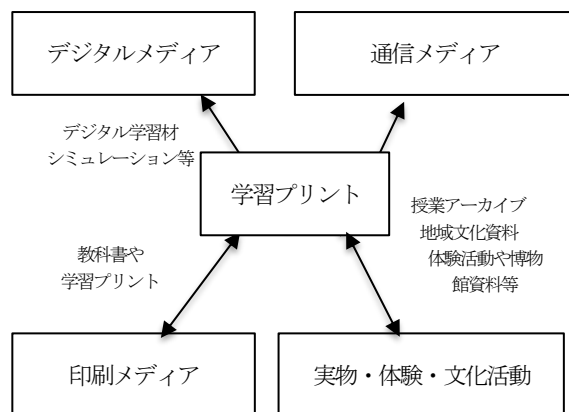 デジタルメディア
通信メディア
デジタル学習材
シミュレーション等
学習プリント
授業アーカイブ
地域文化資料
体験活動や博物
館資料等
教科書や
学習プリント
印刷メディア
実物・体験・文化活動